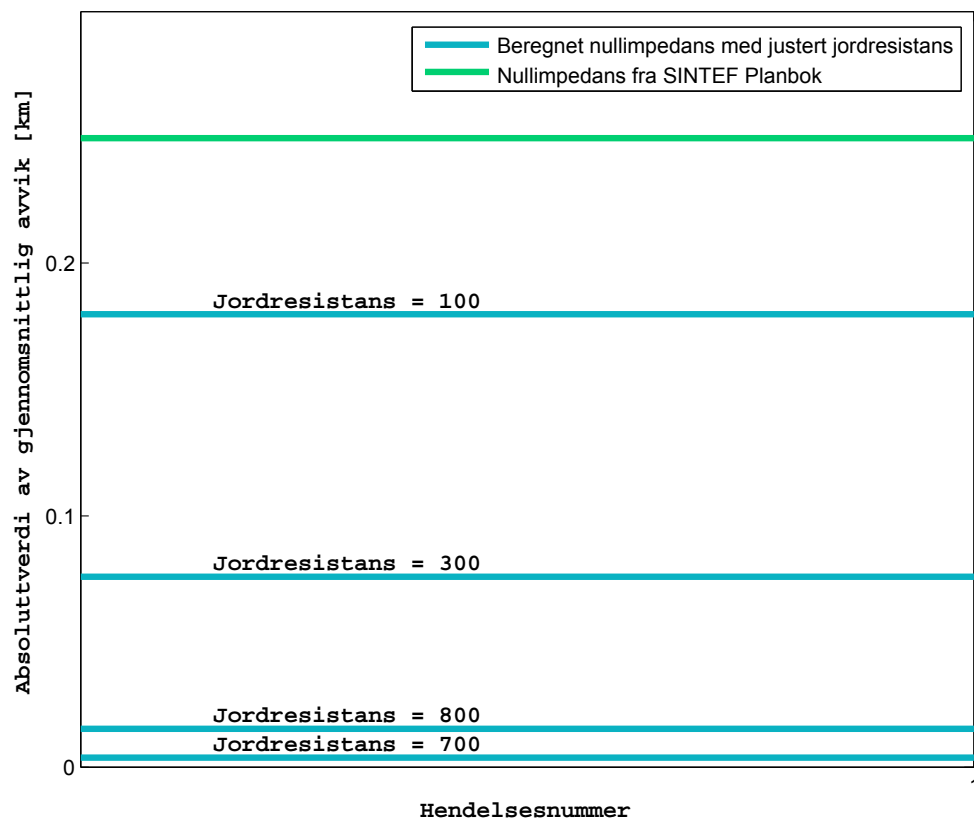 Beregnet nullimpedans med justert jordresistans
Nullimpedans fra SINTEF Planbok
Absoluttverdi av gjennomsnittlig avvik [km]
0.2
Jordresistans = 100
0.1
Jordresistans = 300
Jordresistans = 800
Jordresistans = 700
0
1
Hendelsesnummer